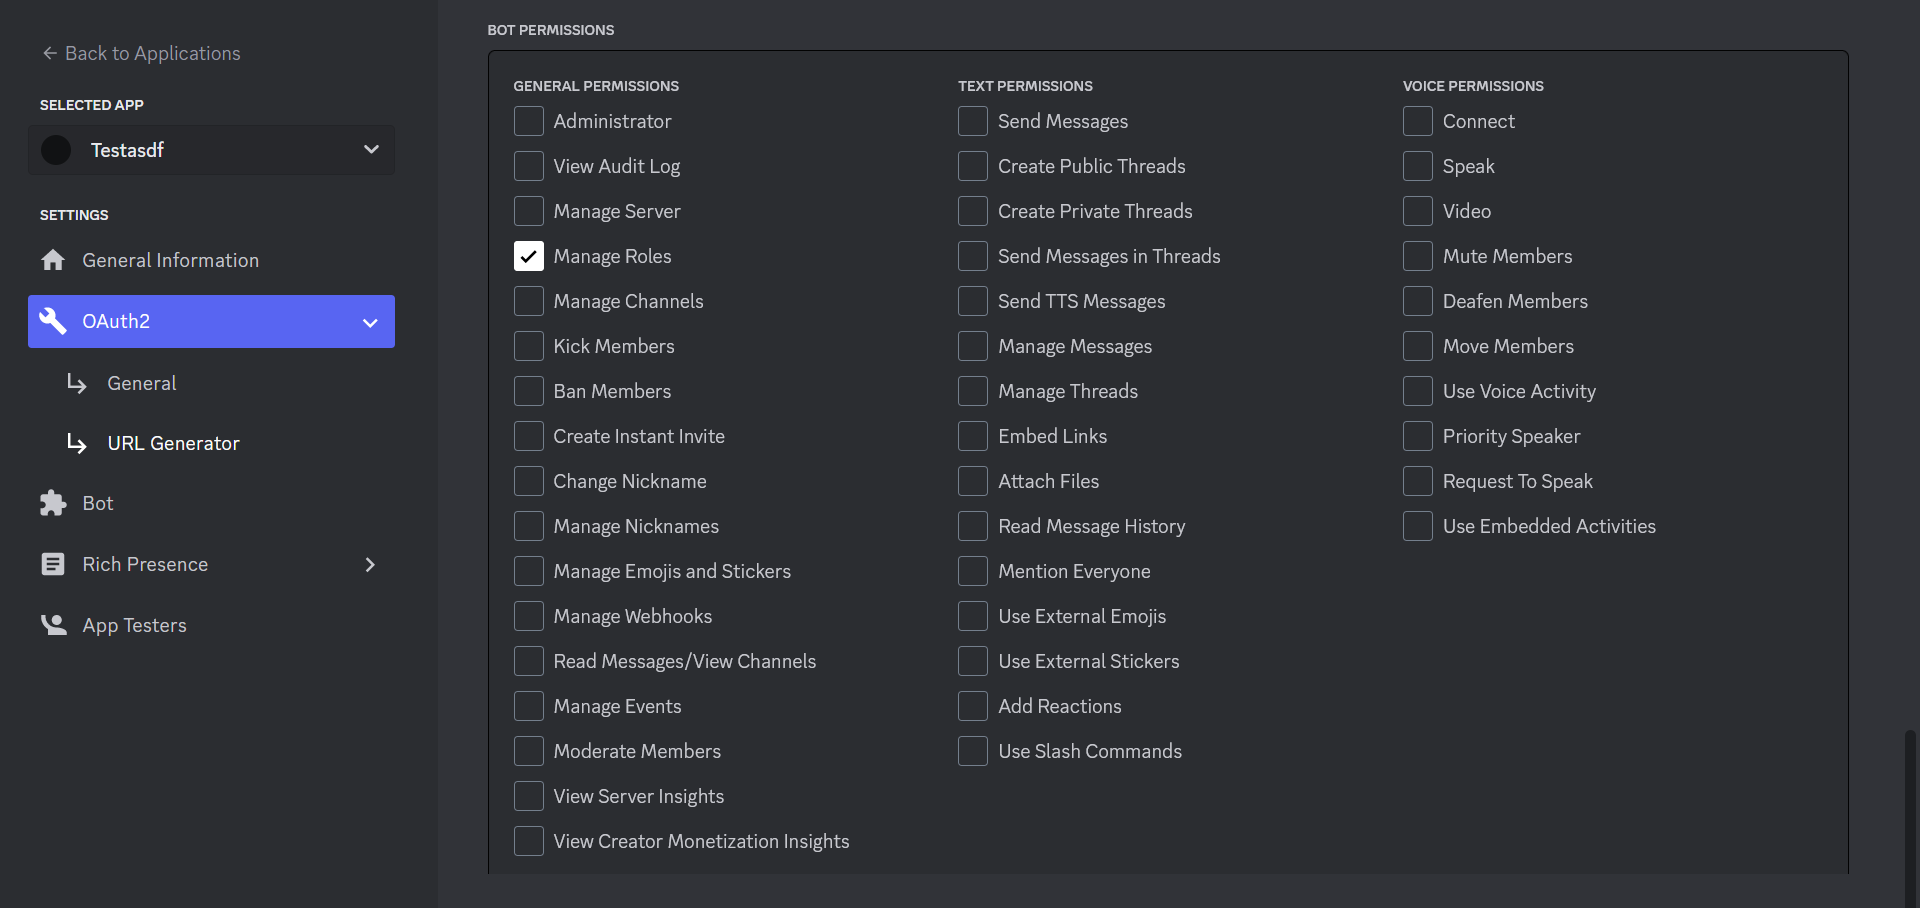 Back to Applications
SELECTED APP
Testasdf
SETTINGS
General Information
OAuth2
General
URL Generator
Bot
Rich Presence
App Testers
BOT PERMISSIONS
GENERAL PERMISSIONS
Administrator
View Audit Log
Manage Server
Manage Roles
Manage Channels
Kick Members
Ban Members
Create Instant Invite
Change Nickname
Manage Nicknames
Manage Emojis and Stickers
Manage Webhooks
Read Messages/View Channels
Manage Events
Moderate Members
View Server Insights
View Creator Monetization Insights
TEXT PERMISSIONS
Send Messages
Create Public Threads
Create Private Threads
Send Messages in Threads
Send TTS Messages
Manage Messages
Manage Threads
Embed Links
Attach Files
Read Message History
Mention Everyone
Use External Emojis
Use External Stickers
Add Reactions
Use Slash Commands
VOICE PERMISSIONS
Connect
Speak
Video
Mute Members
Deafen Members
Move Members
Use Voice Activity
Priority Speaker
Request To Speak
Use Embedded Activities